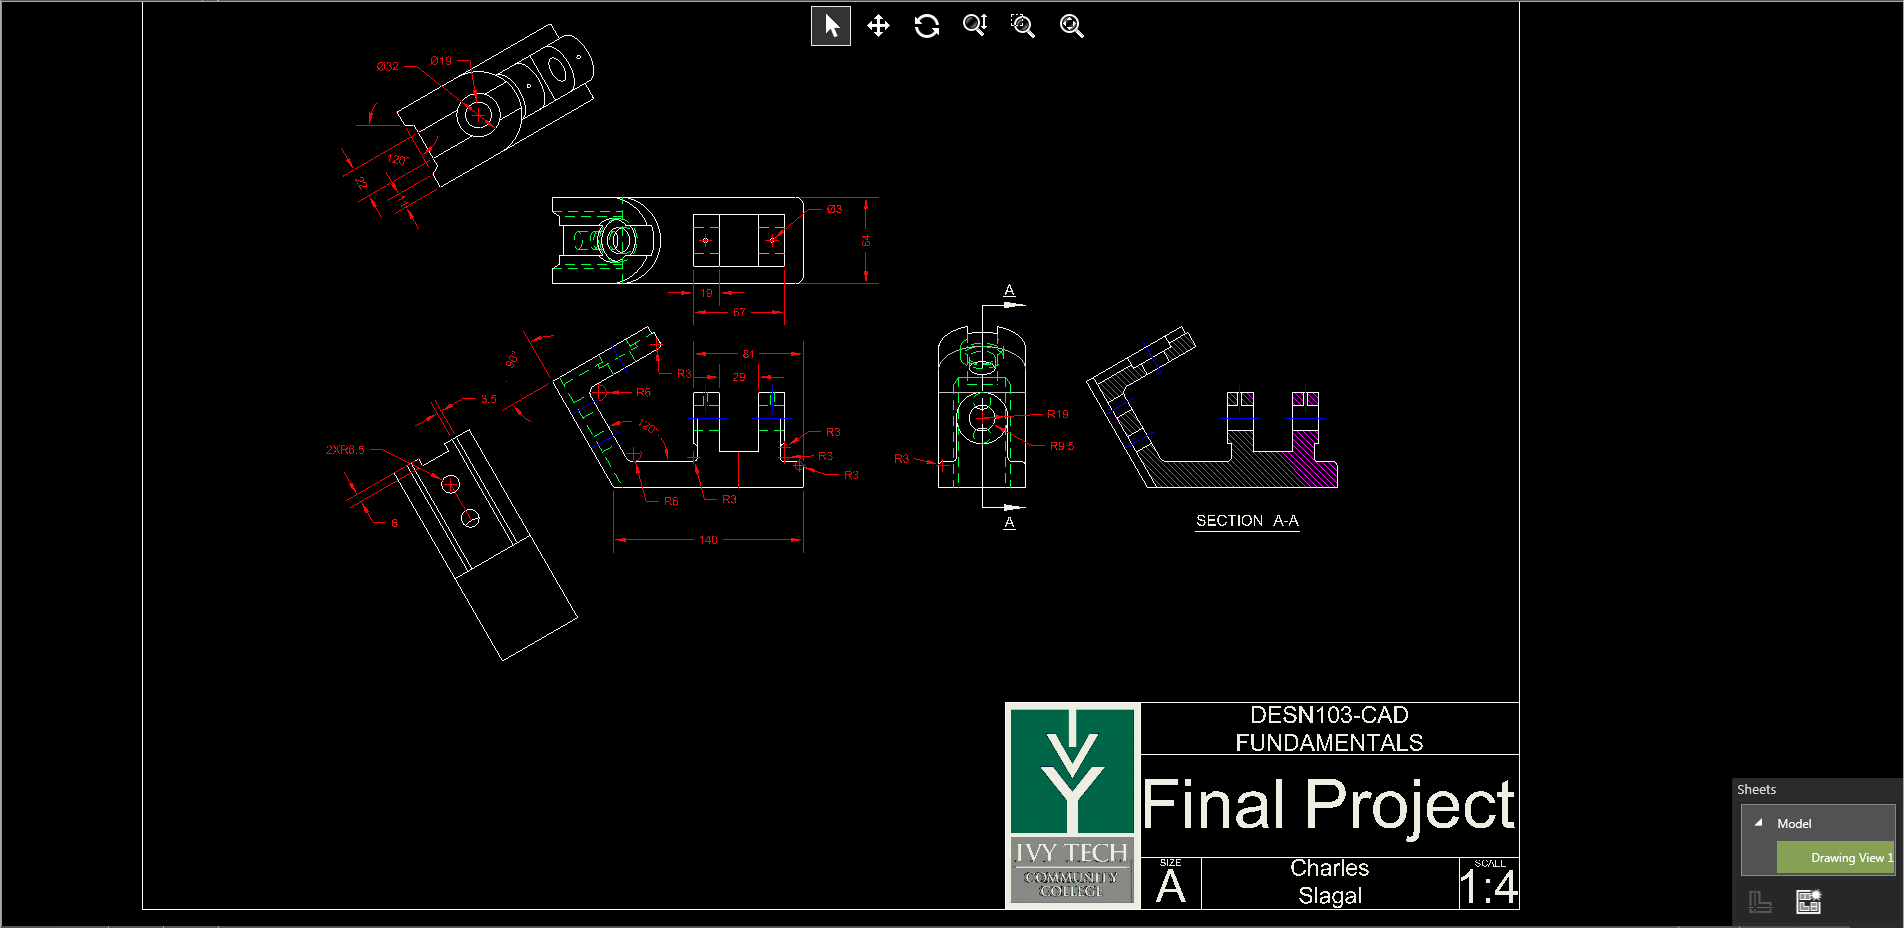 Ø32
Ø19
120°
22
11
Ø3
64
19
67
A
90°
81
R3
29
R6
3.5
120°
2XR6.5
R3
R3
R3
R19
R9.5
R3
6
R6
R3
A
SECTION A-A
140
DESN103-CAD
FUNDAMENTALS
Final Project
IVY TECH
COMMUNITY
COLLEGE
SIZE
A
Charles
Slagal
SCALE
1:4
Sheets
Model
Drawing View 1